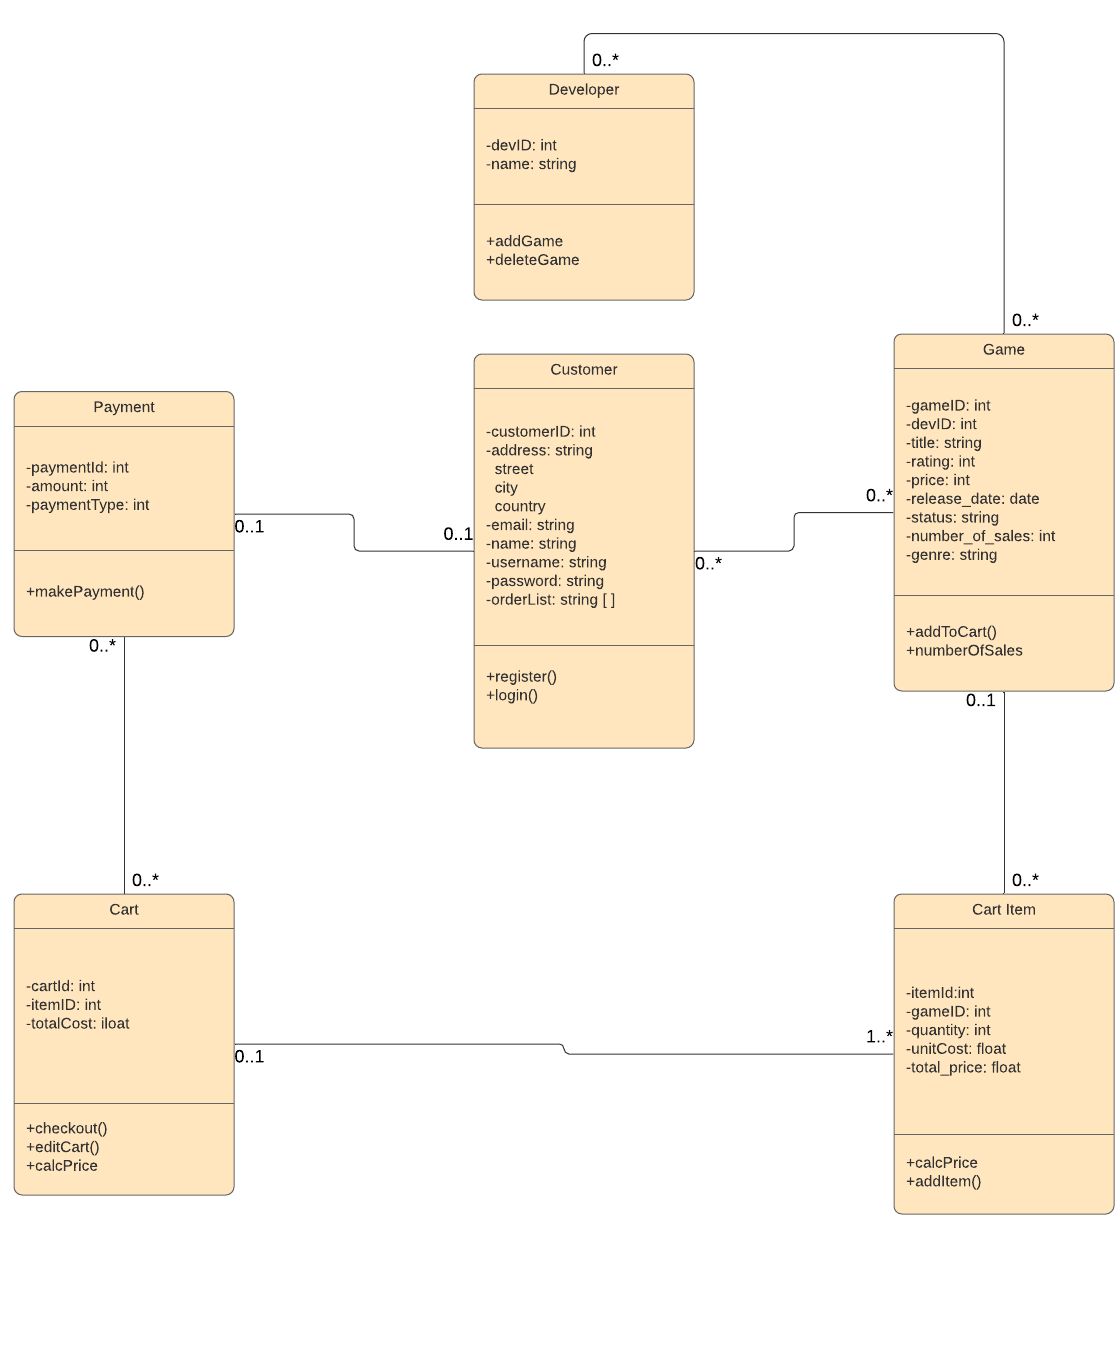 0..*
Developer
-devID: int
-name: string
+addGame
+deleteGame
0..*
Game
-gameID: int
-devID: int
-title: string
-rating: int
-price: int
-release_date: date
-status: string
-number_of_sales: int
-genre: string
+addToCart()
+numberOfSales
0..*
0..1
Customer
-customerID: int
-address: string
street
city
country
-email: string
-name: string
-username: string
-password: string
-orderList: string [ ]
+register()
+login()
0..1
0..*
Payment
-paymentId: int
-amount: int
-paymentType: int
+makePayment()
0..1
0..*
0..*
Cart
-cartId: int
-itemID: int
-totalCost: iloat
+checkout()
+editCart()
+calcPrice
0..1
1..*
0..*
Cart Item
-itemId:int
-gameID: int
-quantity: int
-unitCost: float
-total_price: float
+calcPrice
+addItem()